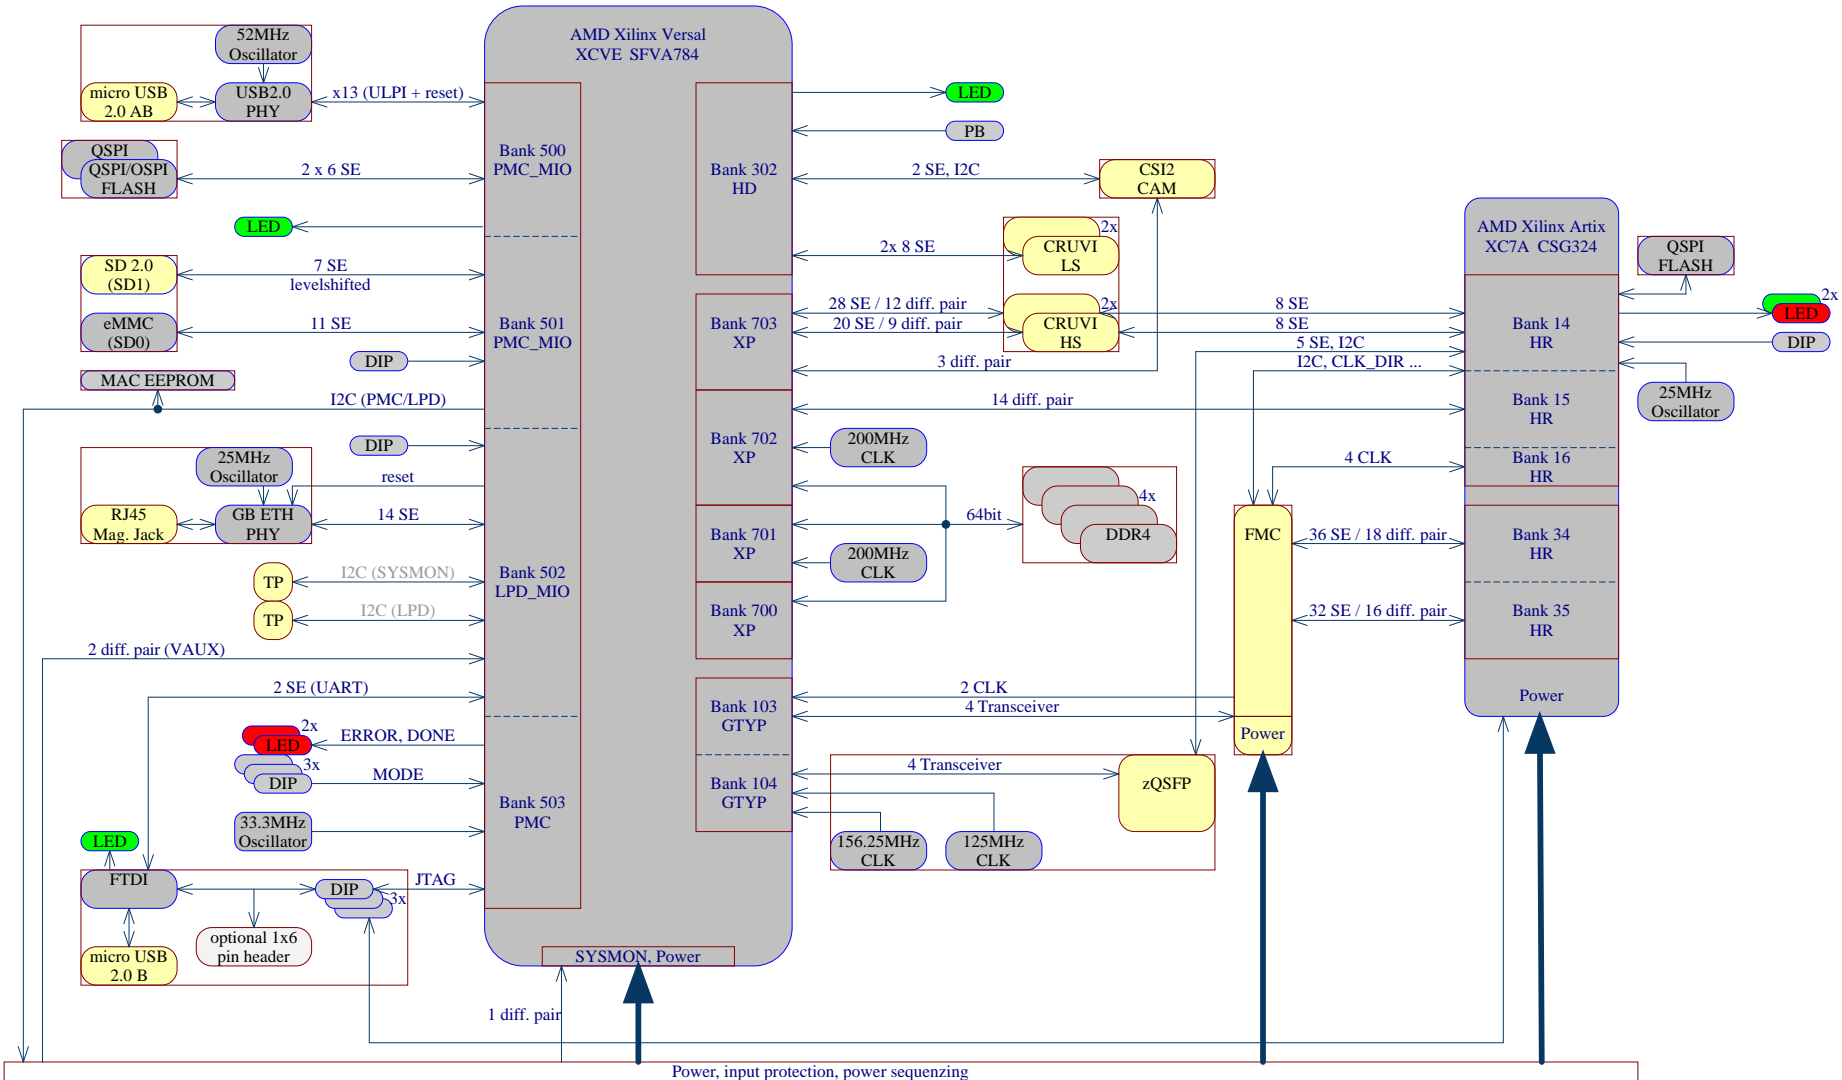 AMD Xilinx Versal
XCVE SFVA784
52MHz
Oscillator
micro USB
2.0 AB
USB2.0
PHY
x13 (ULPI + reset)
QSPI
QSPI/OSPI
FLASH
2 x 6 SE
Bank 500
PMC_MIO
LED
SD 2.0
(SD1)
7 SE
levelshifted
eMMC
(SD0)
11 SE
Bank 501
PMC_MIO
DIP
MAC EEPROM
I2C (PMC/LPD)
DIP
25MHz
Oscillator
reset
RJ45
Mag. Jack
GB ETH
PHY
14 SE
TP
I2C (SYSMON)
TP
I2C (LPD)
Bank 502
LPD_MIO
2 diff. pair (VAUX)
2 SE (UART)
2x
LED
ERROR, DONE
3x
DIP
MODE
33.3MHz
Oscillator
Bank 503
PMC
LED
FTDI
DIP
3x
JTAG
optional 1x6
pin header
micro USB
2.0 B
SYSMON, Power
1 diff. pair
Bank 302
HD
LED
PB
2 SE, I2C
CSI2
CAM
2x 8 SE
2x
CRUVI
LS
Bank 703
XP
28 SE / 12 diff. pair
20 SE / 9 diff. pair
2x
CRUVI
HS
8 SE
8 SE
3 diff. pair
5 SE, I2C
I2C, CLK_DIR ...
Bank 702
XP
14 diff. pair
200MHz
CLK
4 CLK
Bank 701
XP
64bit
4x
DDR4
200MHz
CLK
Bank 700
XP
FMC
36 SE / 18 diff. pair
32 SE / 16 diff. pair
Bank 103
GTYP
2 CLK
4 Transceiver
Power
Bank 104
GTYP
4 Transceiver
zQSFP
156.25MHz
CLK
125MHz
CLK
AMD Xilinx Artix
XC7A CSG324
QSPI
FLASH
Bank 14
HR
2x
LED
DIP
25MHz
Oscillator
Bank 15
HR
Bank 16
HR
Bank 34
HR
Bank 35
HR
Power
Power, input protection, power sequencing